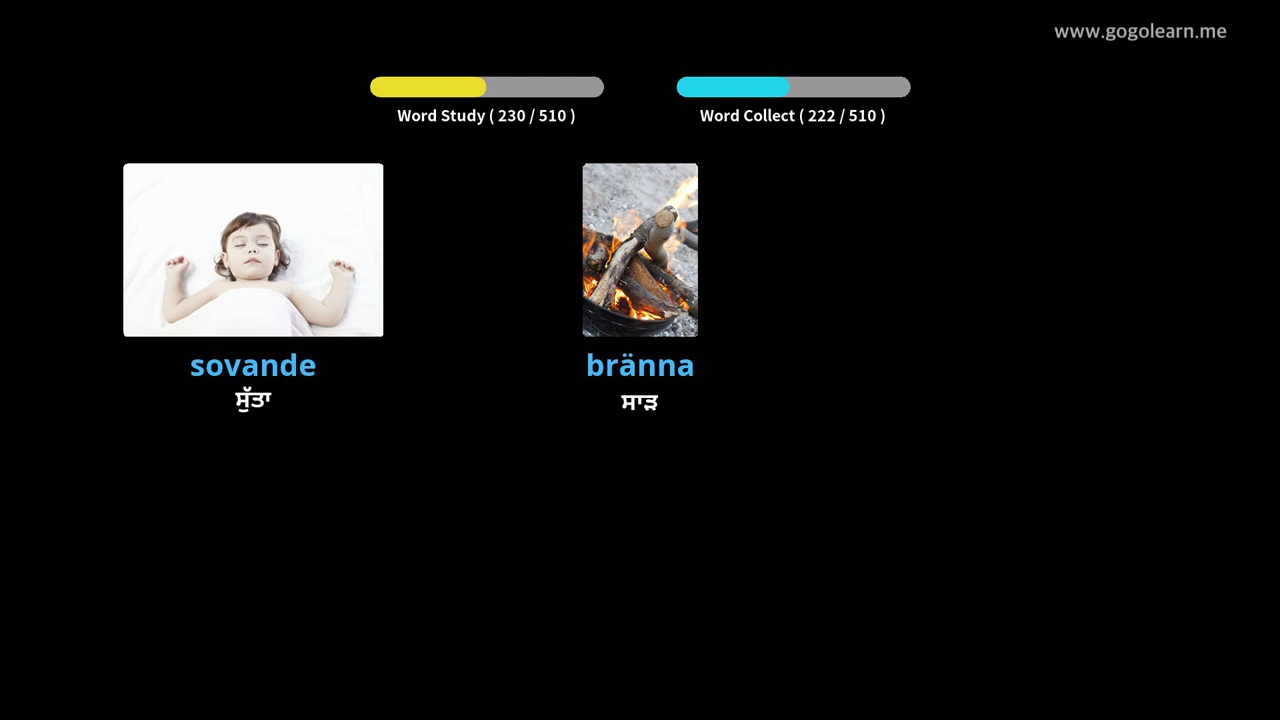 www.gogolearn.me
Word Study ( 230 / 510 )
Word Collect ( 222 / 510 )
sovande
ਸੁੱਤਾ
bränna
ਸਾੜ